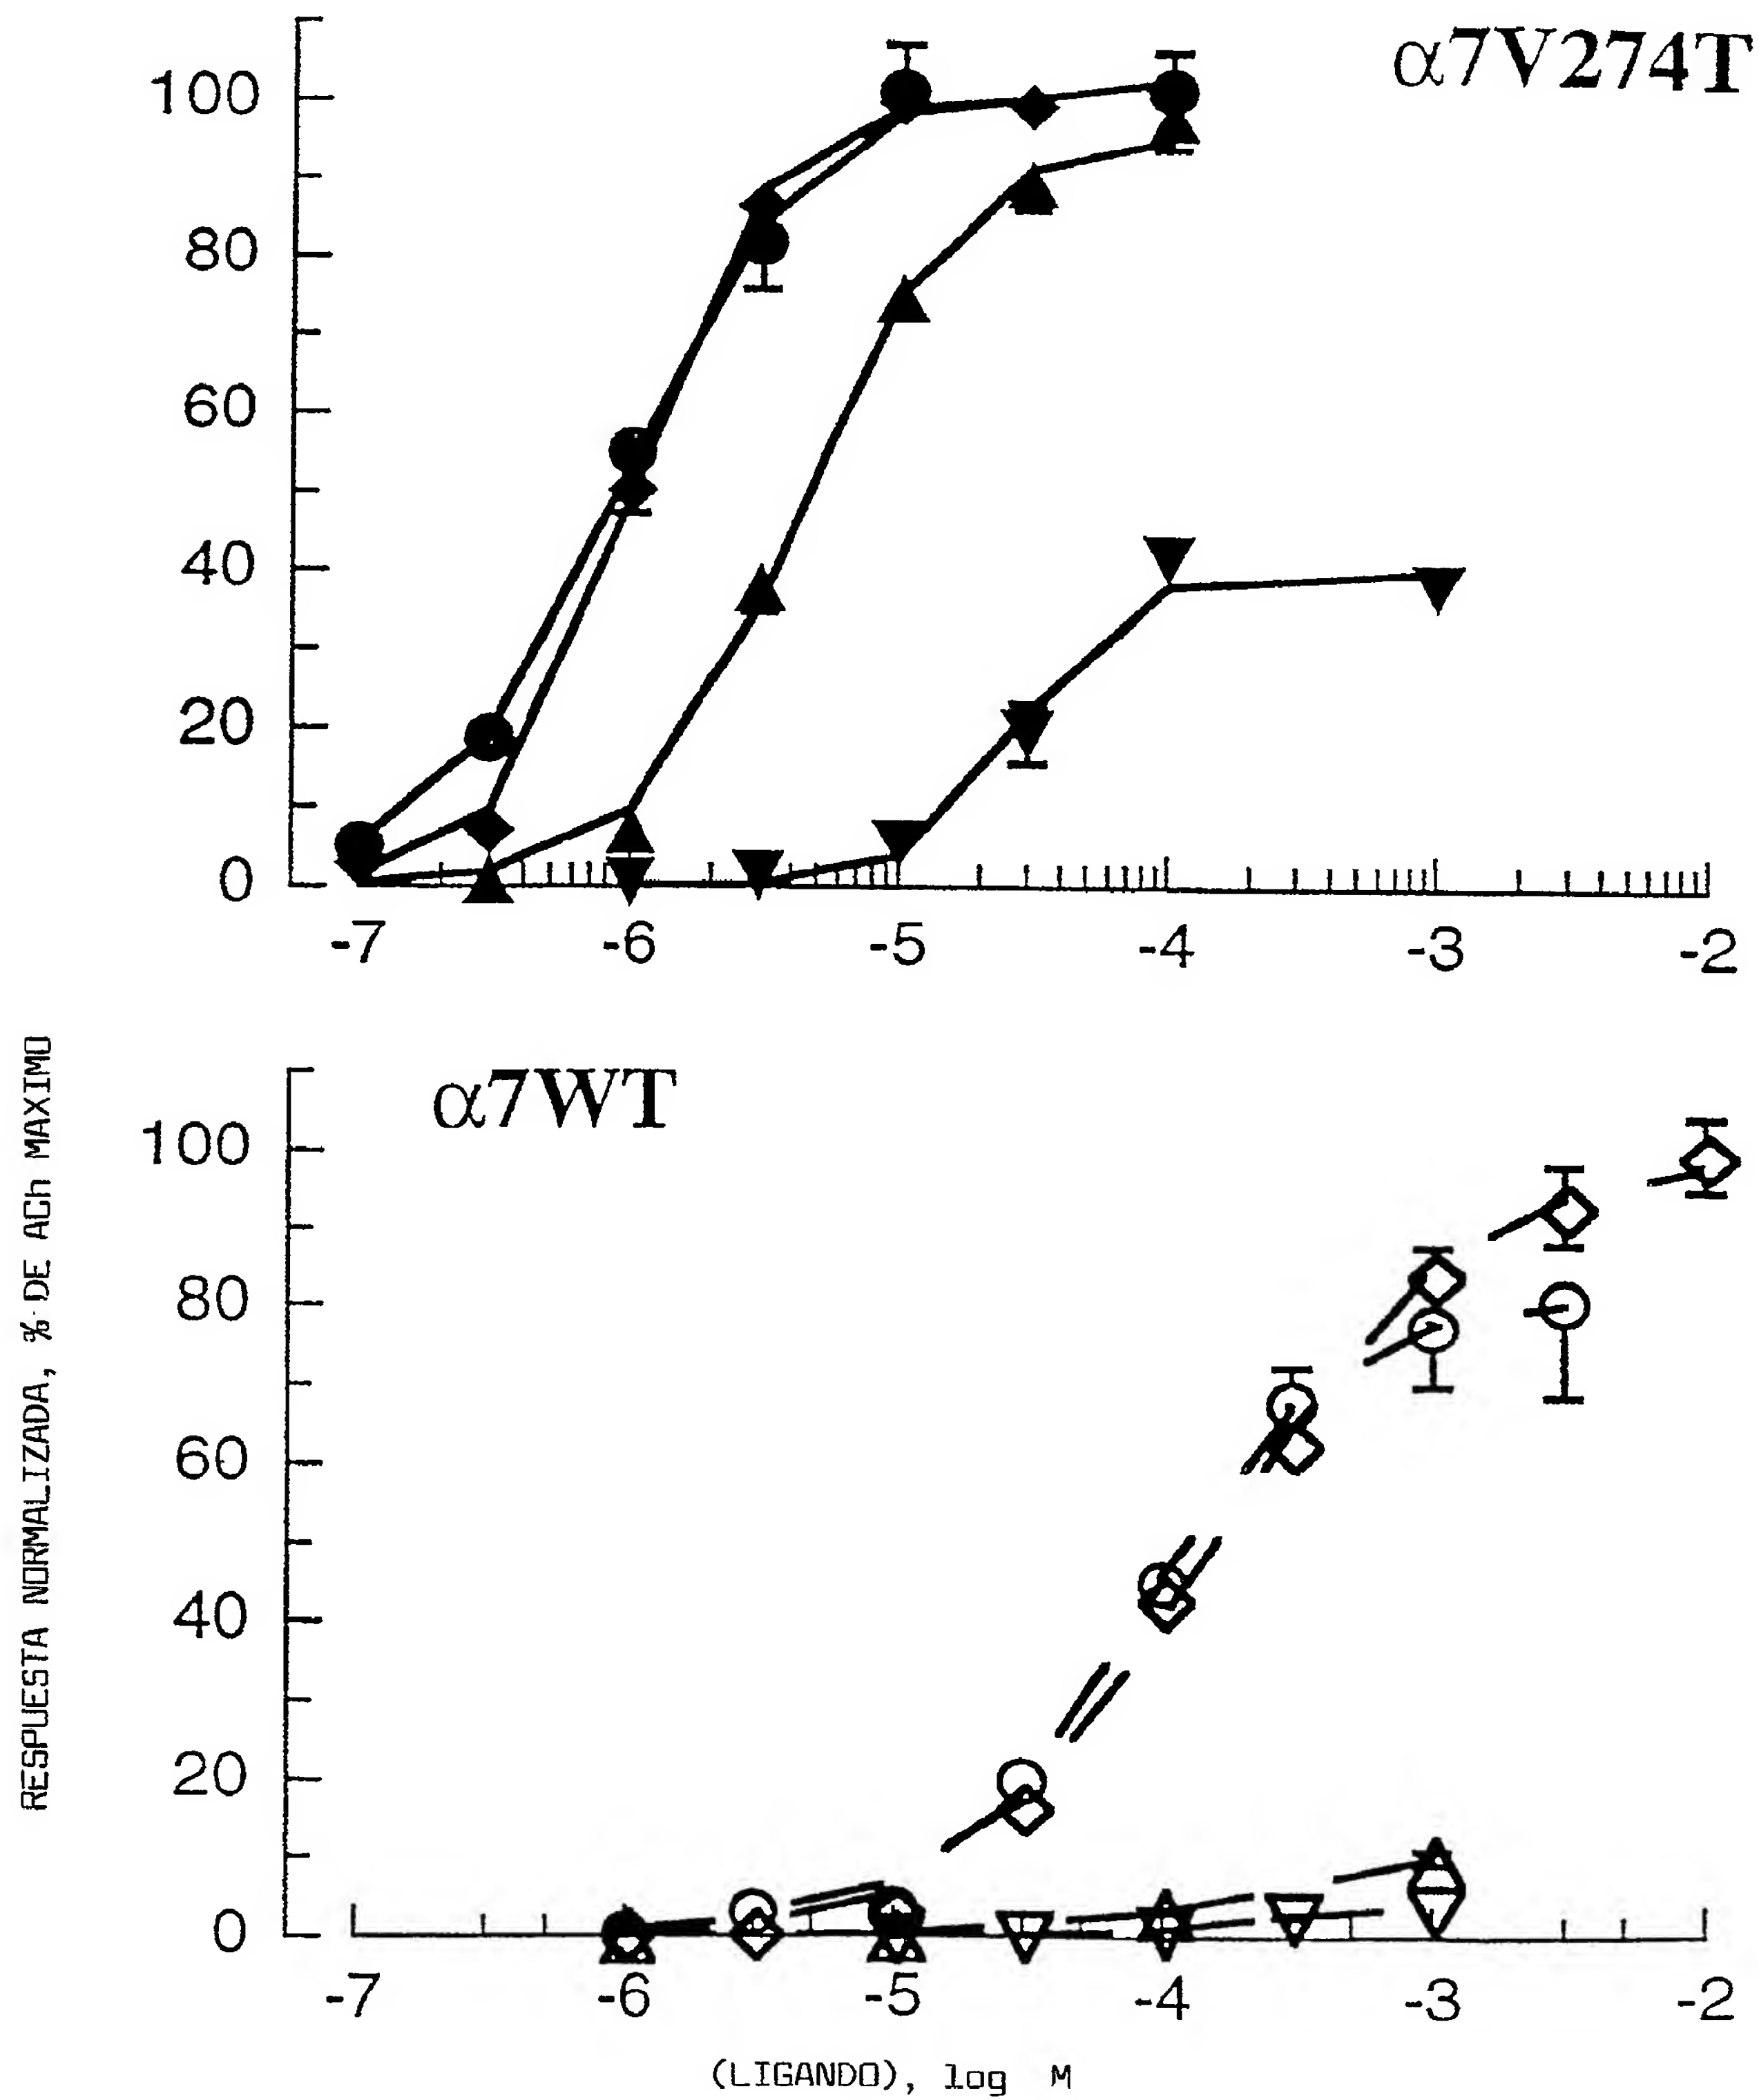 α7V274T
100
80
60
40
20
0
-7 -6 -5 -4 -3 -2
RESPUESTA NORMALIZADA, % DE ACh MAXIMO
α7WT
100
80
60
40
20
0
-7 -6 -5 -4 -3 -2
(LIGANDO), log M